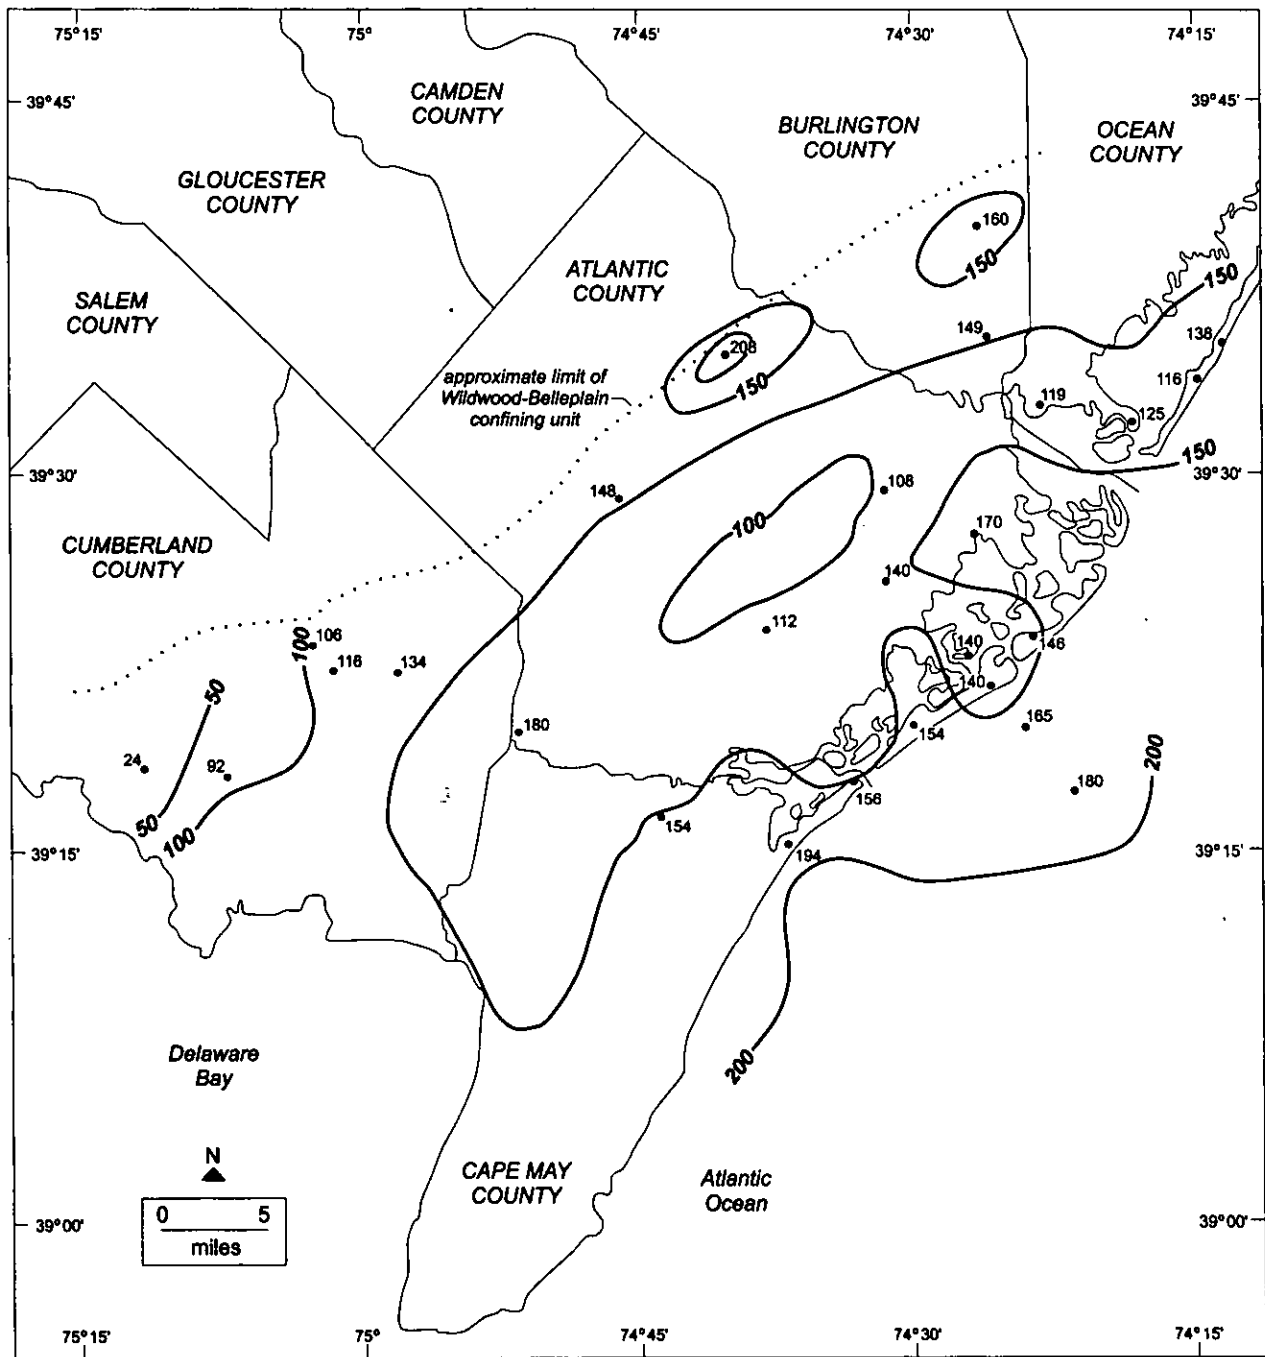 75°15'
75°
74°45'
74°30'
74°15'
39°45'
39°45'
CAMDEN
COUNTY
BURLINGTON
COUNTY
OCEAN
COUNTY
GLOUCESTER
COUNTY
160
150
ATLANTIC
COUNTY
150
SALEM
COUNTY
149
138
208
150
approximate limit of
Wildwood-Belleplain
confining unit
116
119
125
150
39°30'
39°30'
148
108
100
170
CUMBERLAND
COUNTY
140
112
106
100
116
134
146
140
140
50
180
154
165
200
24
92
180
156
50
100
154
194
39°15'
39°15'
Delaware
Bay
200
N
CAPE MAY
COUNTY
Atlantic
Ocean
0 5
miles
39°00'
39°00'
75°15'
75°
74°45'
74°30'
74°15'